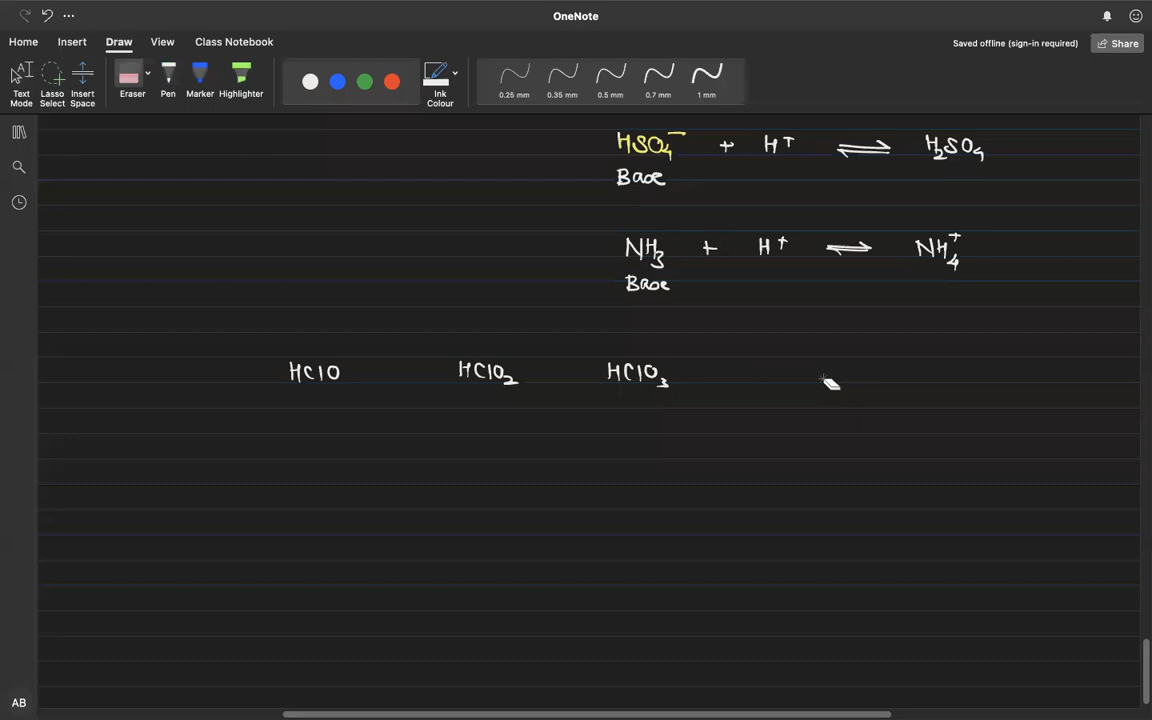 OneNote
Home Insert Draw View Class Notebook Saved offline (sign-in required) Share
Text Mode Lasso Select Insert Space Eraser Pen Marker Highlighter Ink Colour 0.25 mm 0.35 mm 0.5 mm 0.7 mm 1 mm
HSO₄⁻ + H⁺ ⇌ H₂SO₄
Base
NH₃ + H⁺ ⇌ NH₄⁺
Base
HClO HClO₂ HClO₃
AB